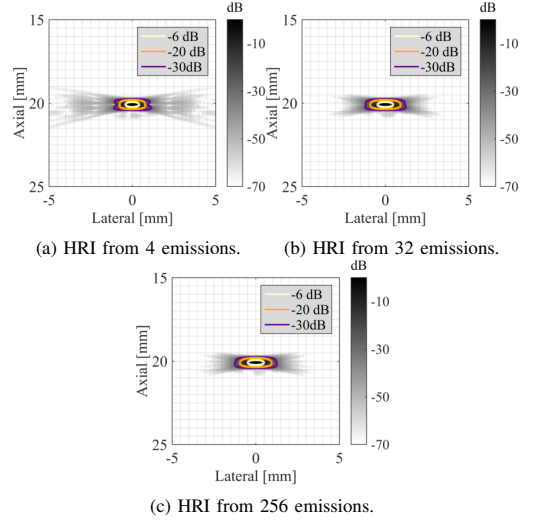 dB
15
-6 dB
-20 dB
-30dB
Axial [mm]
20
25
-5 0 5
Lateral [mm]
-10
-30
-50
-70
(a) HRI from 4 emissions.
dB
15
-6 dB
-20 dB
-30dB
Axial [mm]
20
25
-5 0 5
Lateral [mm]
-10
-30
-50
-70
(b) HRI from 32 emissions.
dB
15
-6 dB
-20 dB
-30dB
Axial [mm]
20
25
-5 0 5
Lateral [mm]
-10
-30
-50
-70
(c) HRI from 256 emissions.